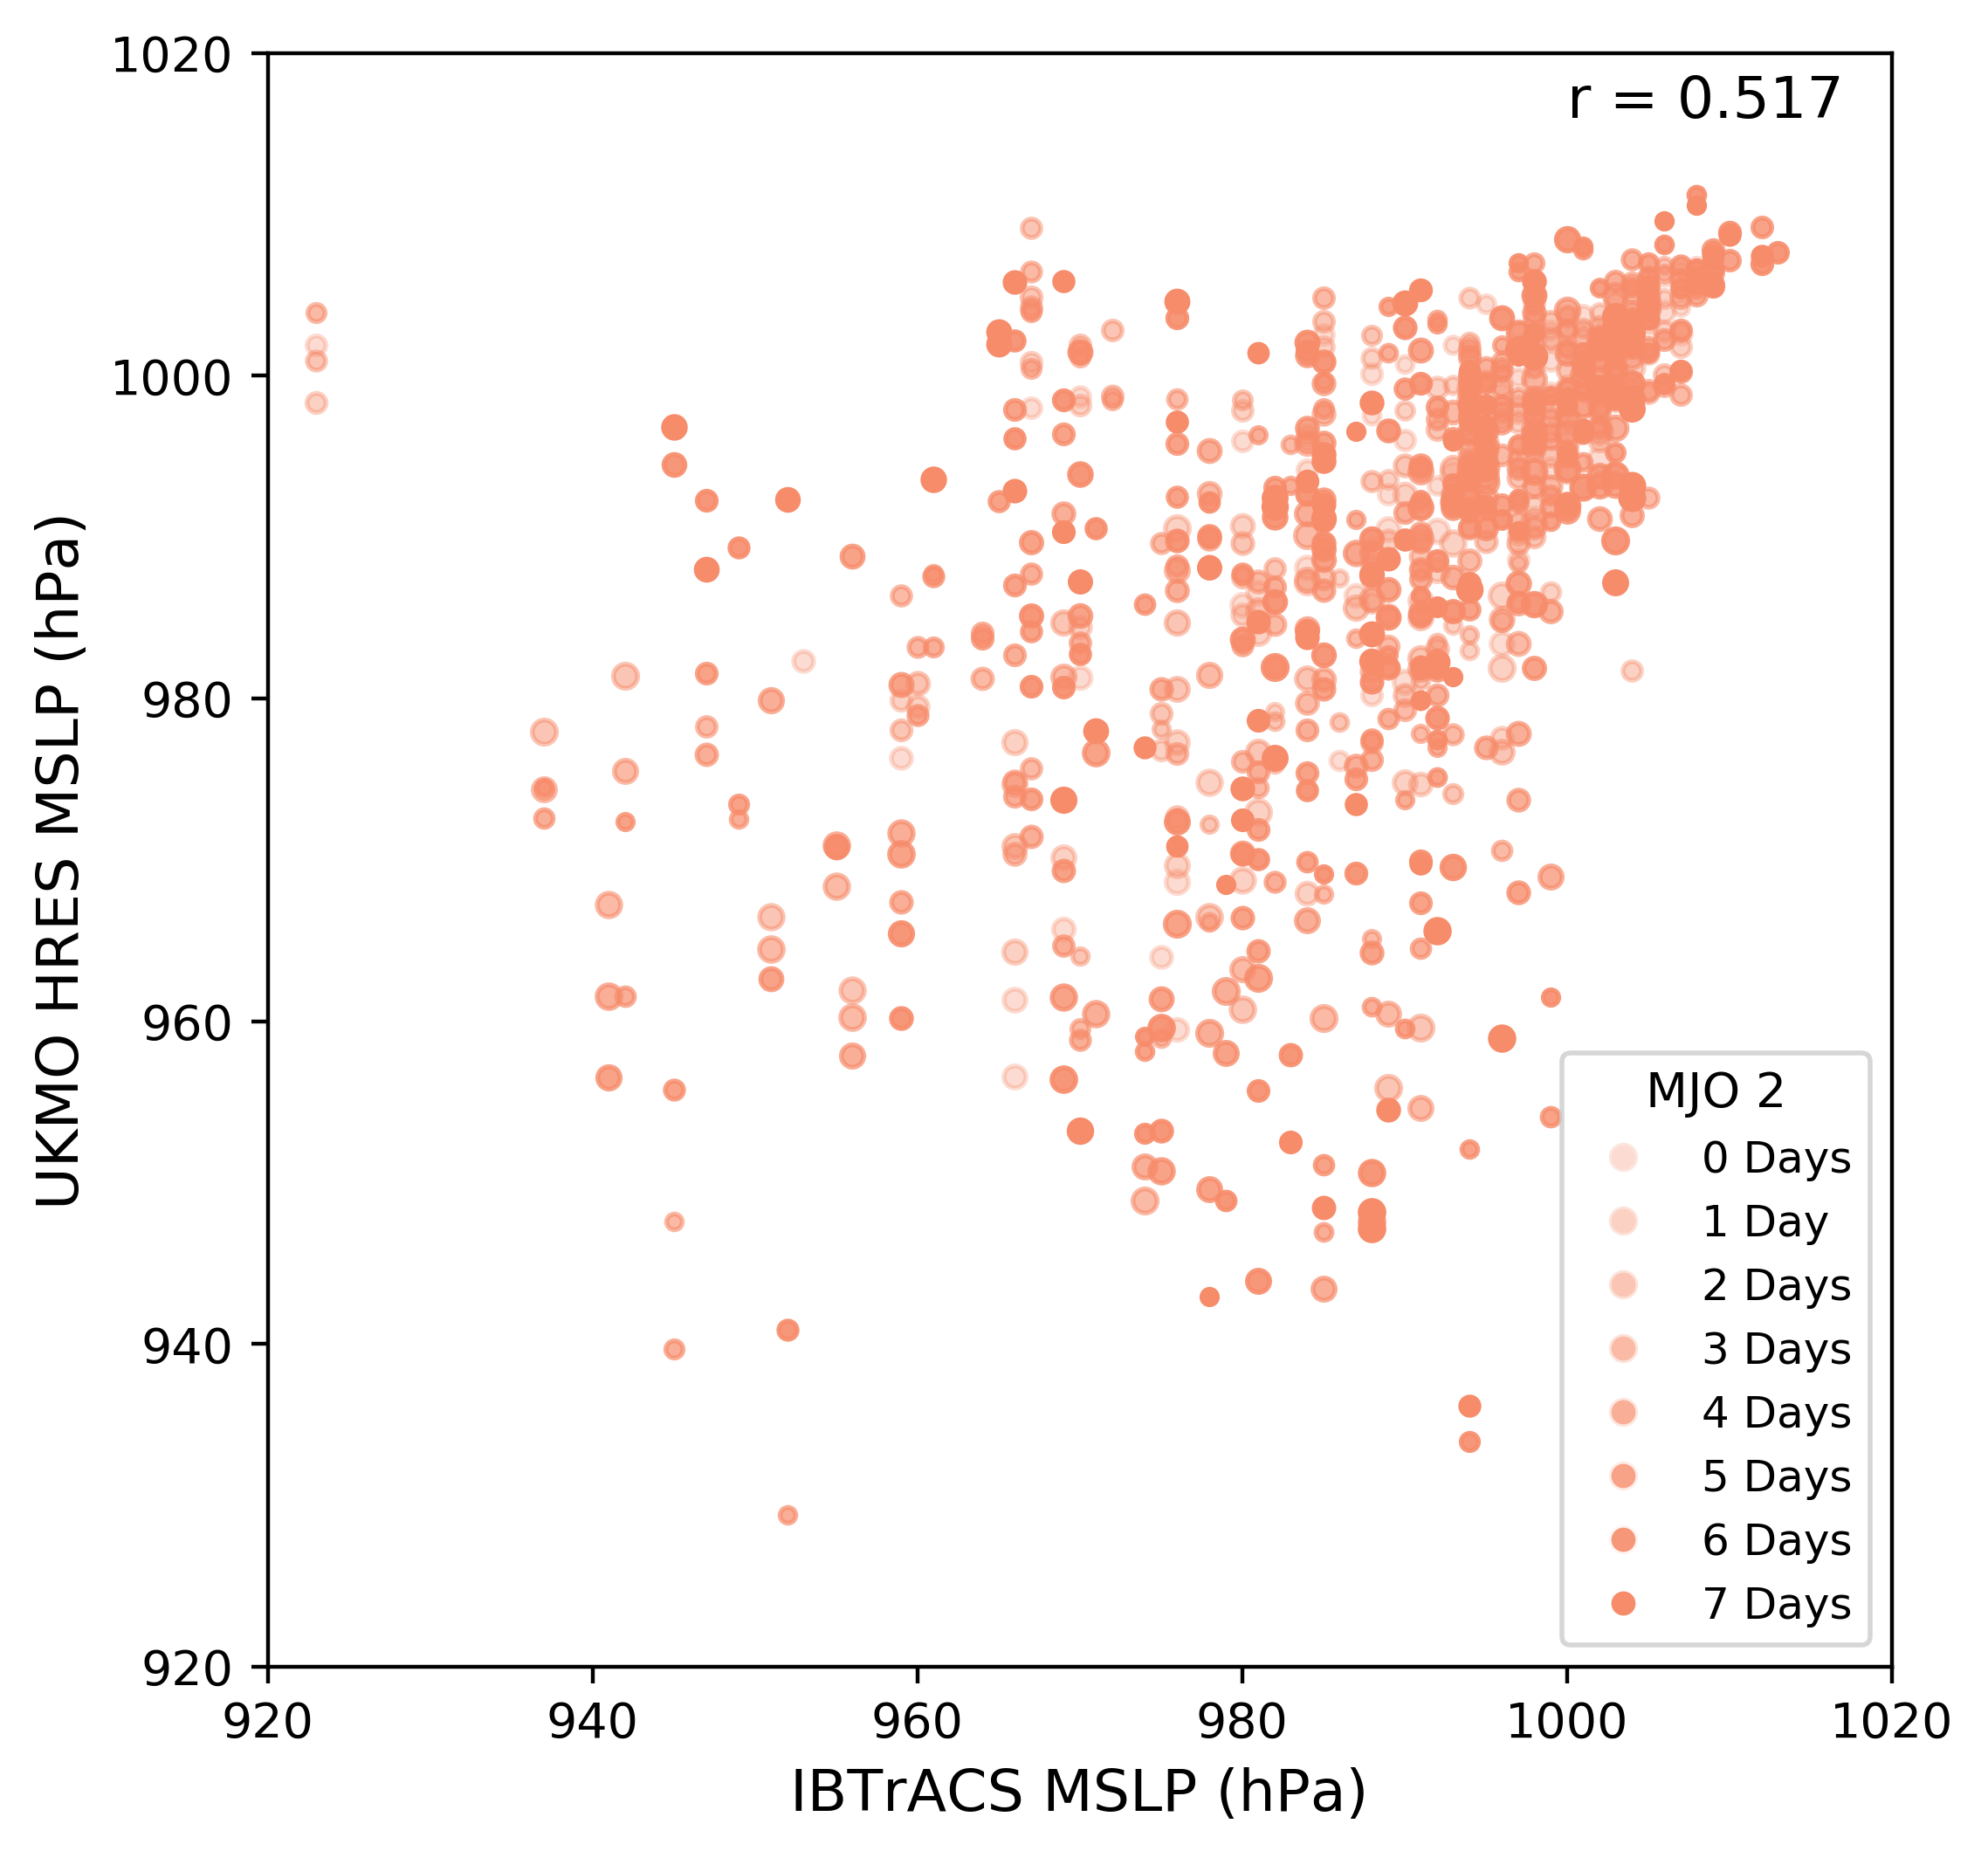 r = 0.517
UKMO HRES MSLP (hPa)
1020
1000
980
960
940
920
MJO 2
0 Days
1 Day
2 Days
3 Days
4 Days
5 Days
6 Days
7 Days
920 940 960 980 1000 1020
IBTrACS MSLP (hPa)